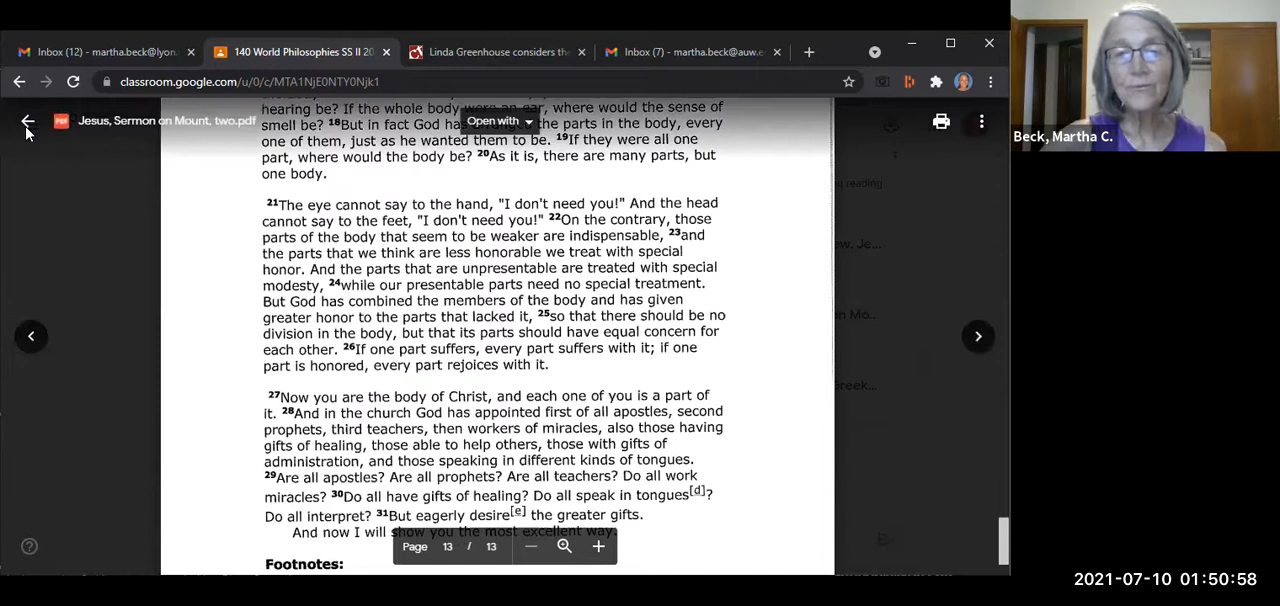 Inbox (12) - martha.beck@lyon.
140 World Philosophies SS II 20
Linda Greenhouse considers the
Inbox (7) - martha.beck@auw.e
classroom.google.com/u/0/c/MTA1NjE0NTY0Njk1
Jesus, Sermon on Mount, two.pdf
Open with
Beck, Martha C.
hearing be? If the whole body were an ear, where would the sense of
smell be? 18But in fact God has arranged the parts in the body, every
one of them, just as he wanted them to be. 19If they were all one
part, where would the body be? 20As it is, there are many parts, but
one body.
21The eye cannot say to the hand, "I don't need you!" And the head
cannot say to the feet, "I don't need you!" 22On the contrary, those
parts of the body that seem to be weaker are indispensable, 23and
the parts that we think are less honorable we treat with special
honor. And the parts that are unpresentable are treated with special
modesty, 24while our presentable parts need no special treatment.
But God has combined the members of the body and has given
greater honor to the parts that lacked it, 25so that there should be no
division in the body, but that its parts should have equal concern for
each other. 26If one part suffers, every part suffers with it; if one
part is honored, every part rejoices with it.
27Now you are the body of Christ, and each one of you is a part of
it. 28And in the church God has appointed first of all apostles, second
prophets, third teachers, then workers of miracles, also those having
gifts of healing, those able to help others, those with gifts of
administration, and those speaking in different kinds of tongues.
29Are all apostles? Are all prophets? Are all teachers? Do all work
miracles? 30Do all have gifts of healing? Do all speak in tongues[d]?
Do all interpret? 31But eagerly desire[e] the greater gifts.
And now I will show you the most excellent way.
Page 13 / 13
Footnotes:
reading
w, Je...
n Mo...
reek...
2021-07-10 01:50:58